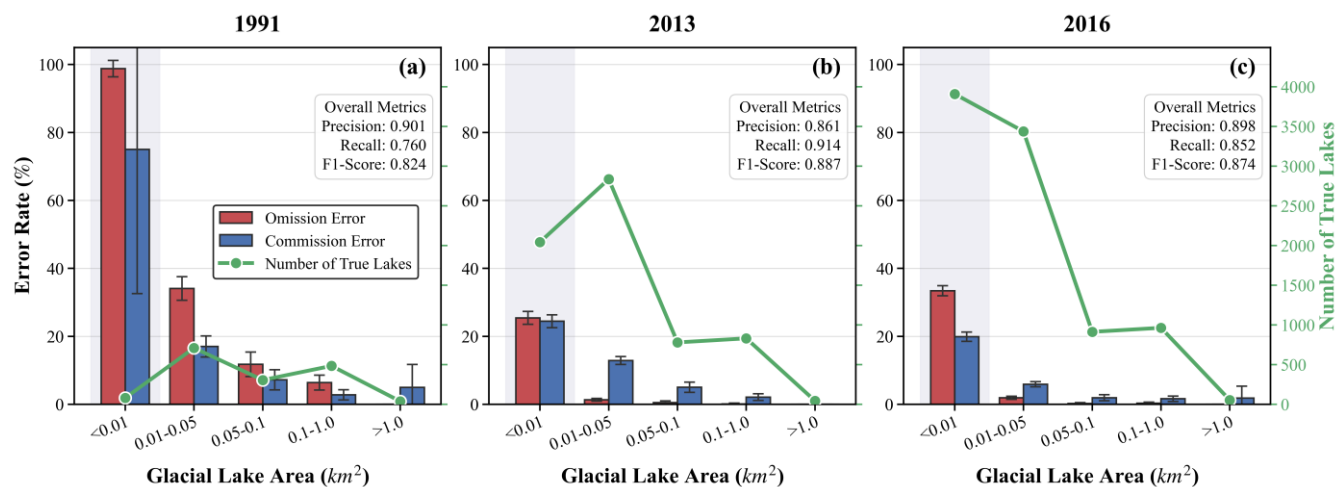 1991
2013
2016
Error Rate (%)
100
80
60
40
20
0
(a)
Overall Metrics
Precision: 0.901
Recall: 0.760
F1-Score: 0.824
Omission Error
Commission Error
Number of True Lakes
<0.01
0.01-0.05
0.05-0.1
0.1-1.0
>1.0
Glacial Lake Area (km²)
100
80
60
40
20
0
(b)
Overall Metrics
Precision: 0.861
Recall: 0.914
F1-Score: 0.887
<0.01
0.01-0.05
0.05-0.1
0.1-1.0
>1.0
Glacial Lake Area (km²)
100
80
60
40
20
0
(c)
Overall Metrics
Precision: 0.898
Recall: 0.852
F1-Score: 0.874
<0.01
0.01-0.05
0.05-0.1
0.1-1.0
>1.0
Glacial Lake Area (km²)
4000
3500
3000
2500
2000
1500
1000
500
0
Number of True Lakes